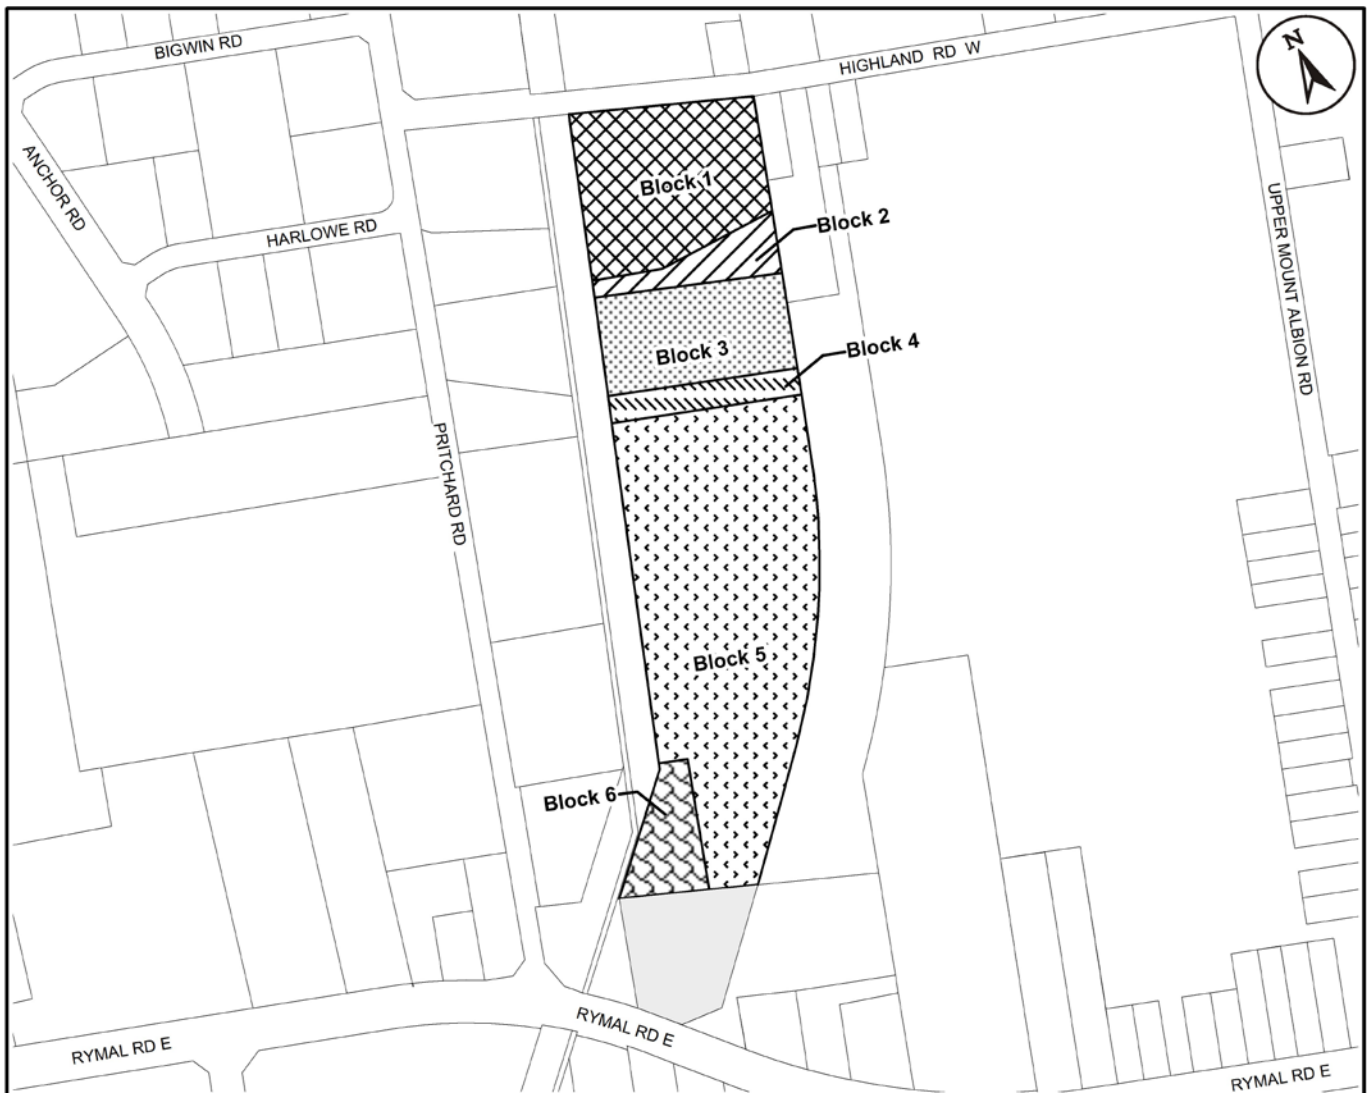 BIGWIN RD
HIGHLAND RD W
N
ANCHOR RD
Block 1
HARLOWE RD
Block 2
UPPER MOUNT ALBION RD
Block 3
Block 4
PRITCHARD RD
Block 5
Block 6
RYMAL RD E
RYMAL RD E
RYMAL RD E